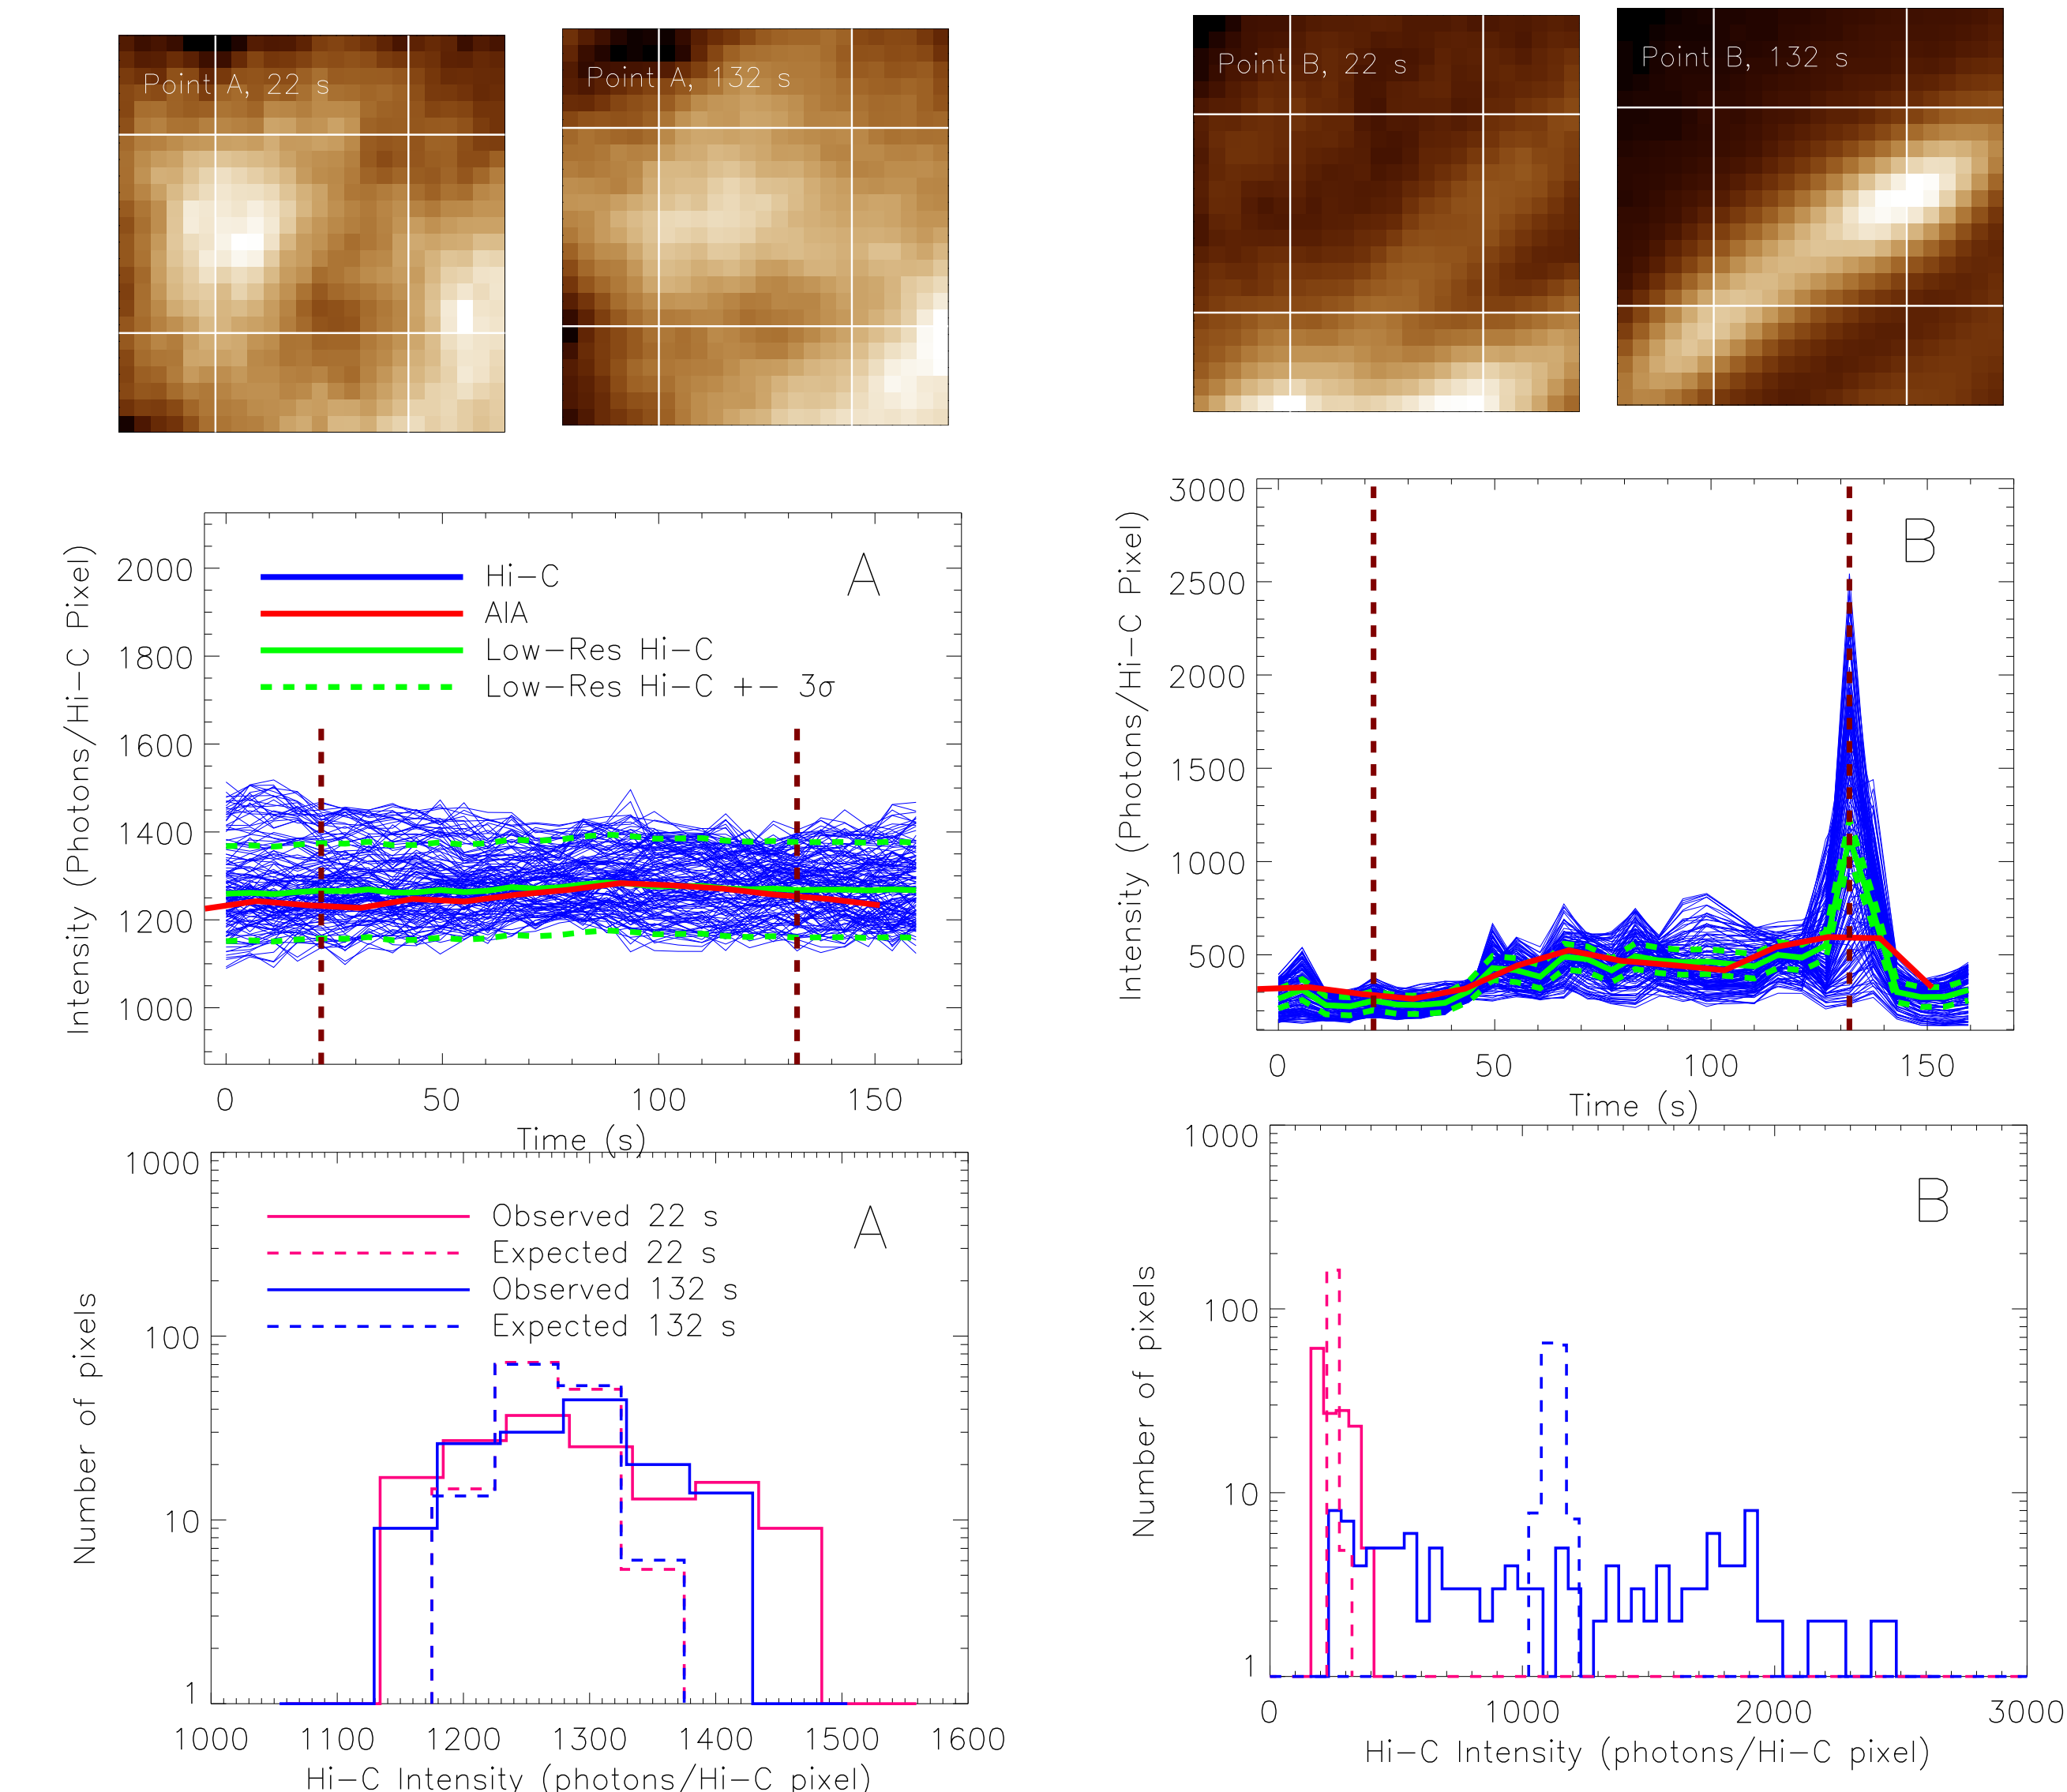 Point A, 22 s
Point A, 132 s
Point B, 22 s
Point B, 132 s
Intensity (Photons/Hi-C Pixel)
2000
1800
1600
1400
1200
1000
Hi-C
AIA
Low-Res Hi-C
Low-Res Hi-C +- 3σ
A
0 50 100 150
Time (s)
Intensity (Photons/Hi-C Pixel)
3000
2500
2000
1500
1000
500
B
0 50 100 150
Time (s)
Number of pixels
1000
100
10
1
Observed 22 s
Expected 22 s
Observed 132 s
Expected 132 s
A
1000 1100 1200 1300 1400 1500 1600
Hi-C Intensity (photons/Hi-C pixel)
Number of pixels
1000
100
10
1
B
0 1000 2000 3000
Hi-C Intensity (photons/Hi-C pixel)